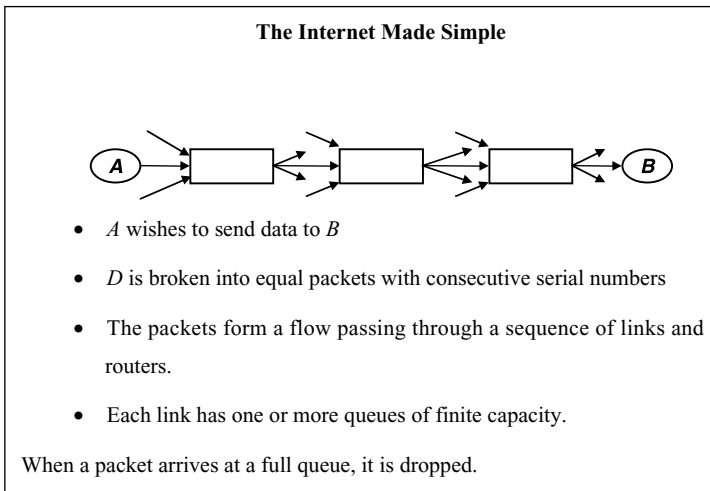 The Internet Made Simple
A B
• A wishes to send data to B
• D is broken into equal packets with consecutive serial numbers
• The packets form a flow passing through a sequence of links and
routers.
• Each link has one or more queues of finite capacity.
When a packet arrives at a full queue, it is dropped.